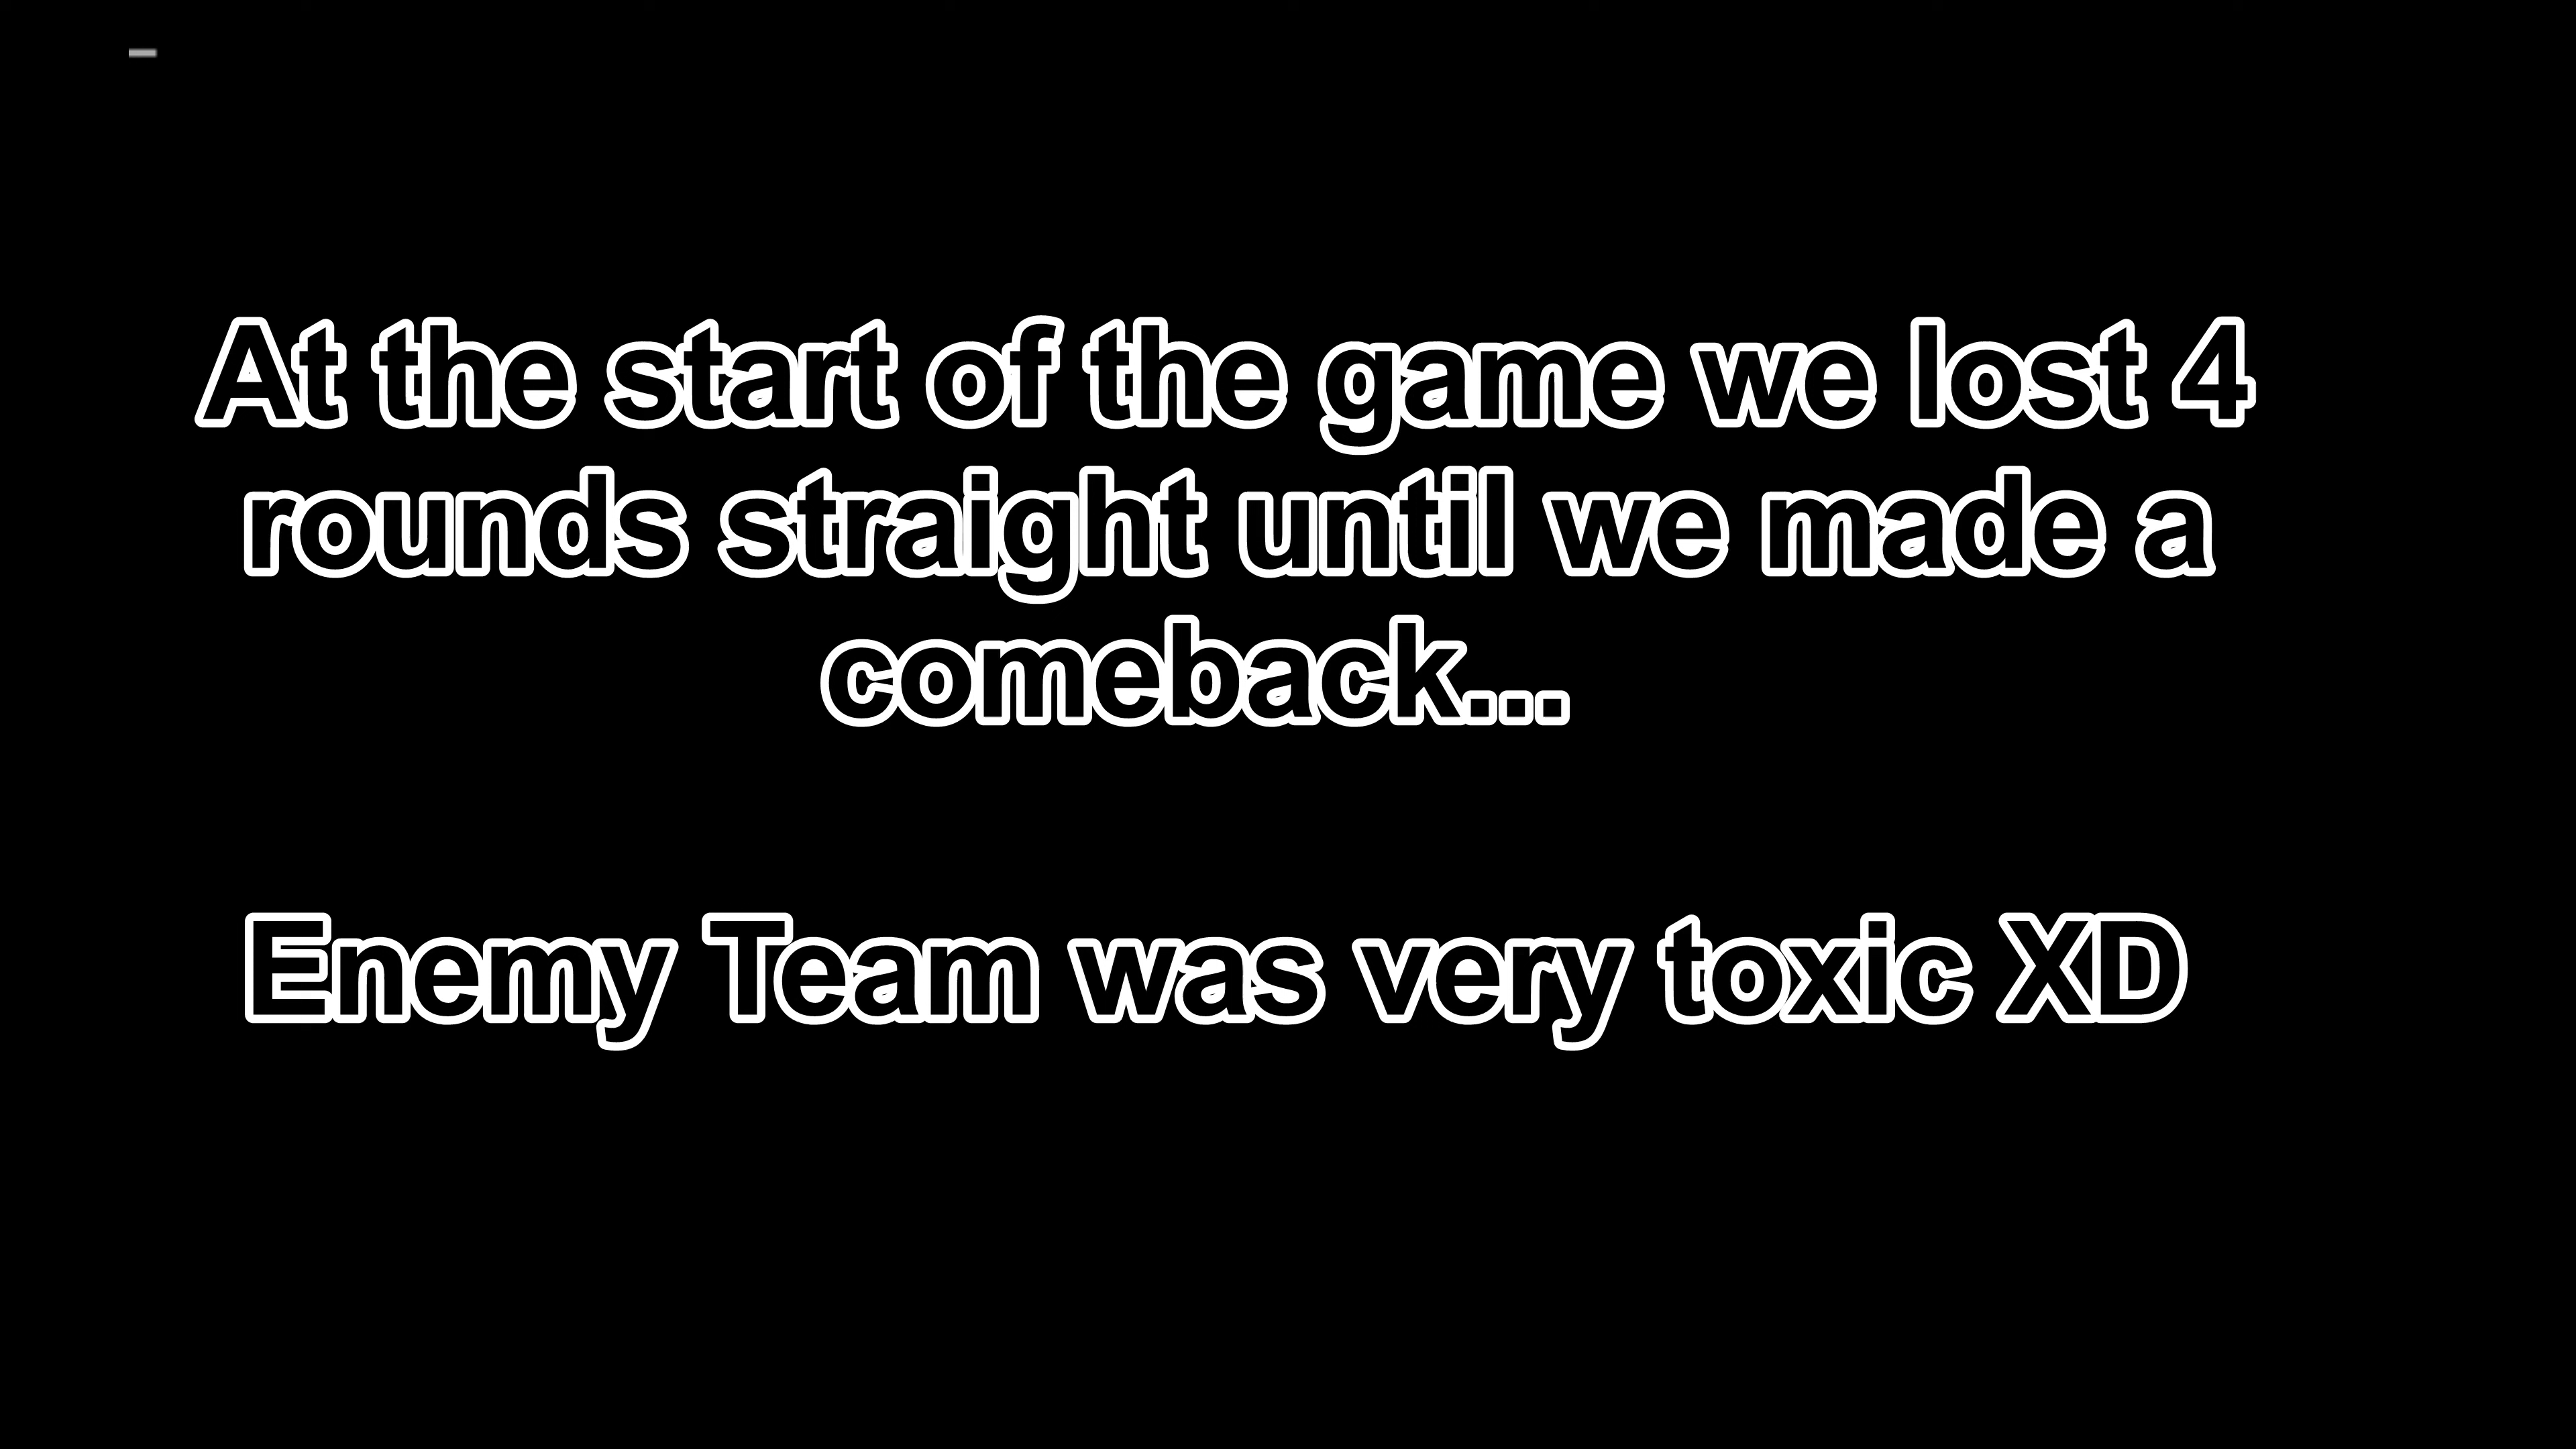 At the start of the game we lost 4
rounds straight until we made a
comeback...
Enemy Team was very toxic XD